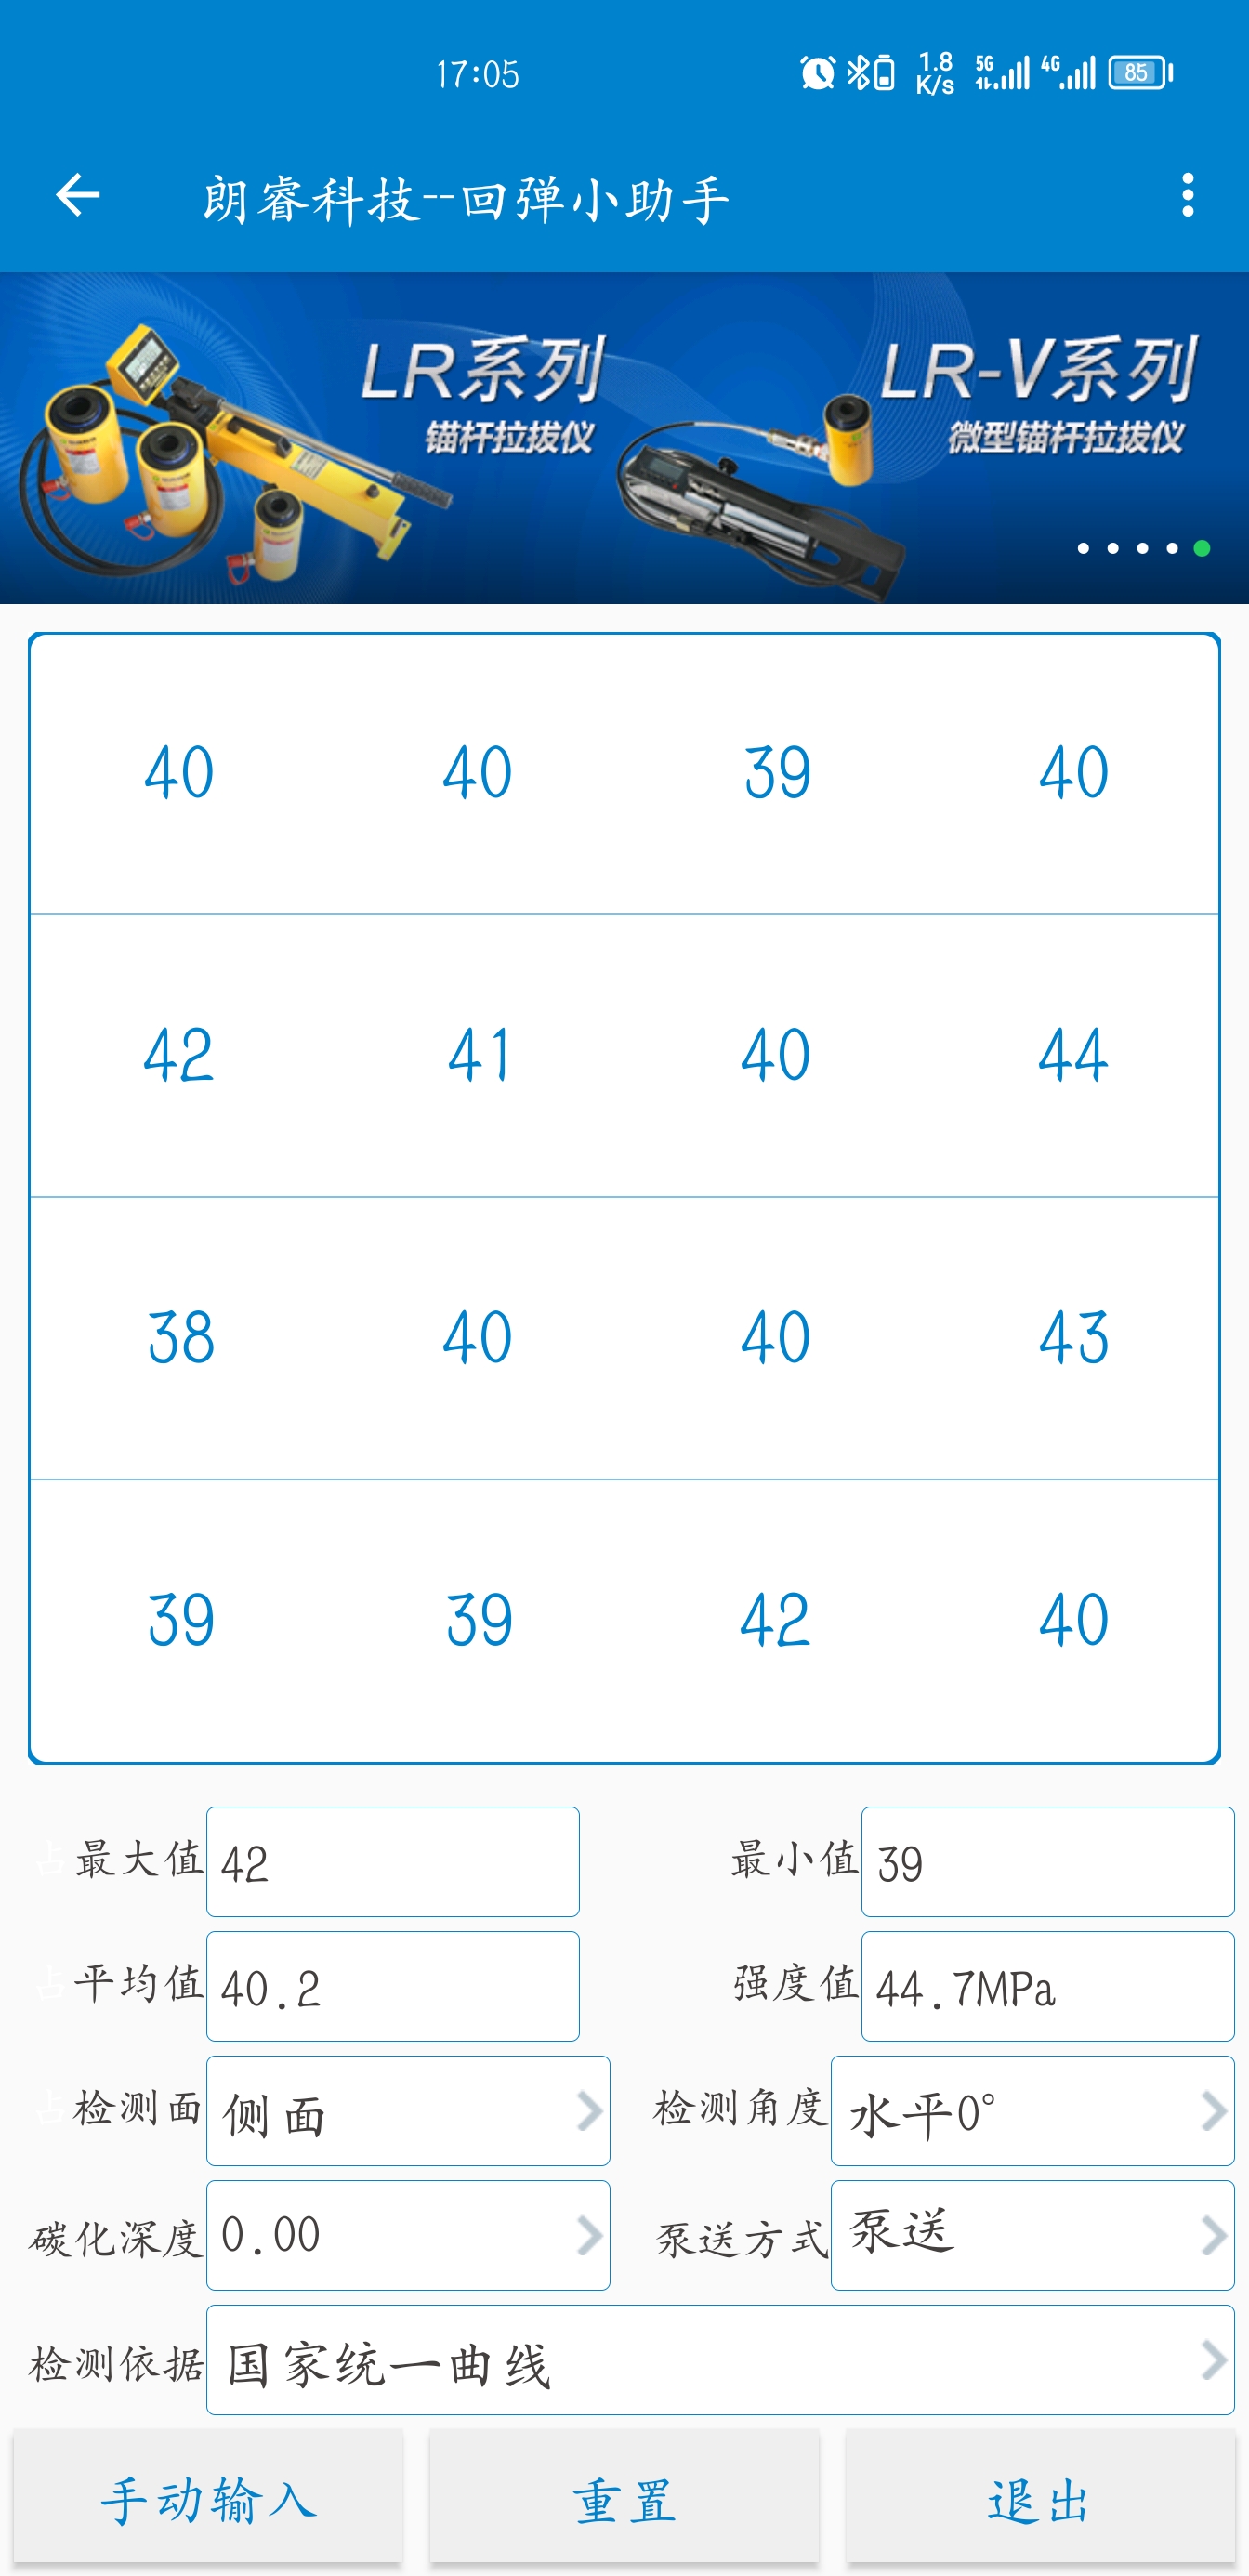 17:05 1.8 K/s 5G 4G 85
朗睿科技--回弹小助手
LR系列 LR-V系列
锚杆拉拔仪 微型锚杆拉拔仪
40 40 39 40
42 41 40 44
38 40 40 43
39 39 42 40
占最大值 42 最小值 39
占平均值 40.2 强度值 44.7MPa
占检测面 侧面 检测角度 水平0°
碳化深度 0.00 泵送方式 泵送
检测依据 国家统一曲线
手动输入 重置 退出